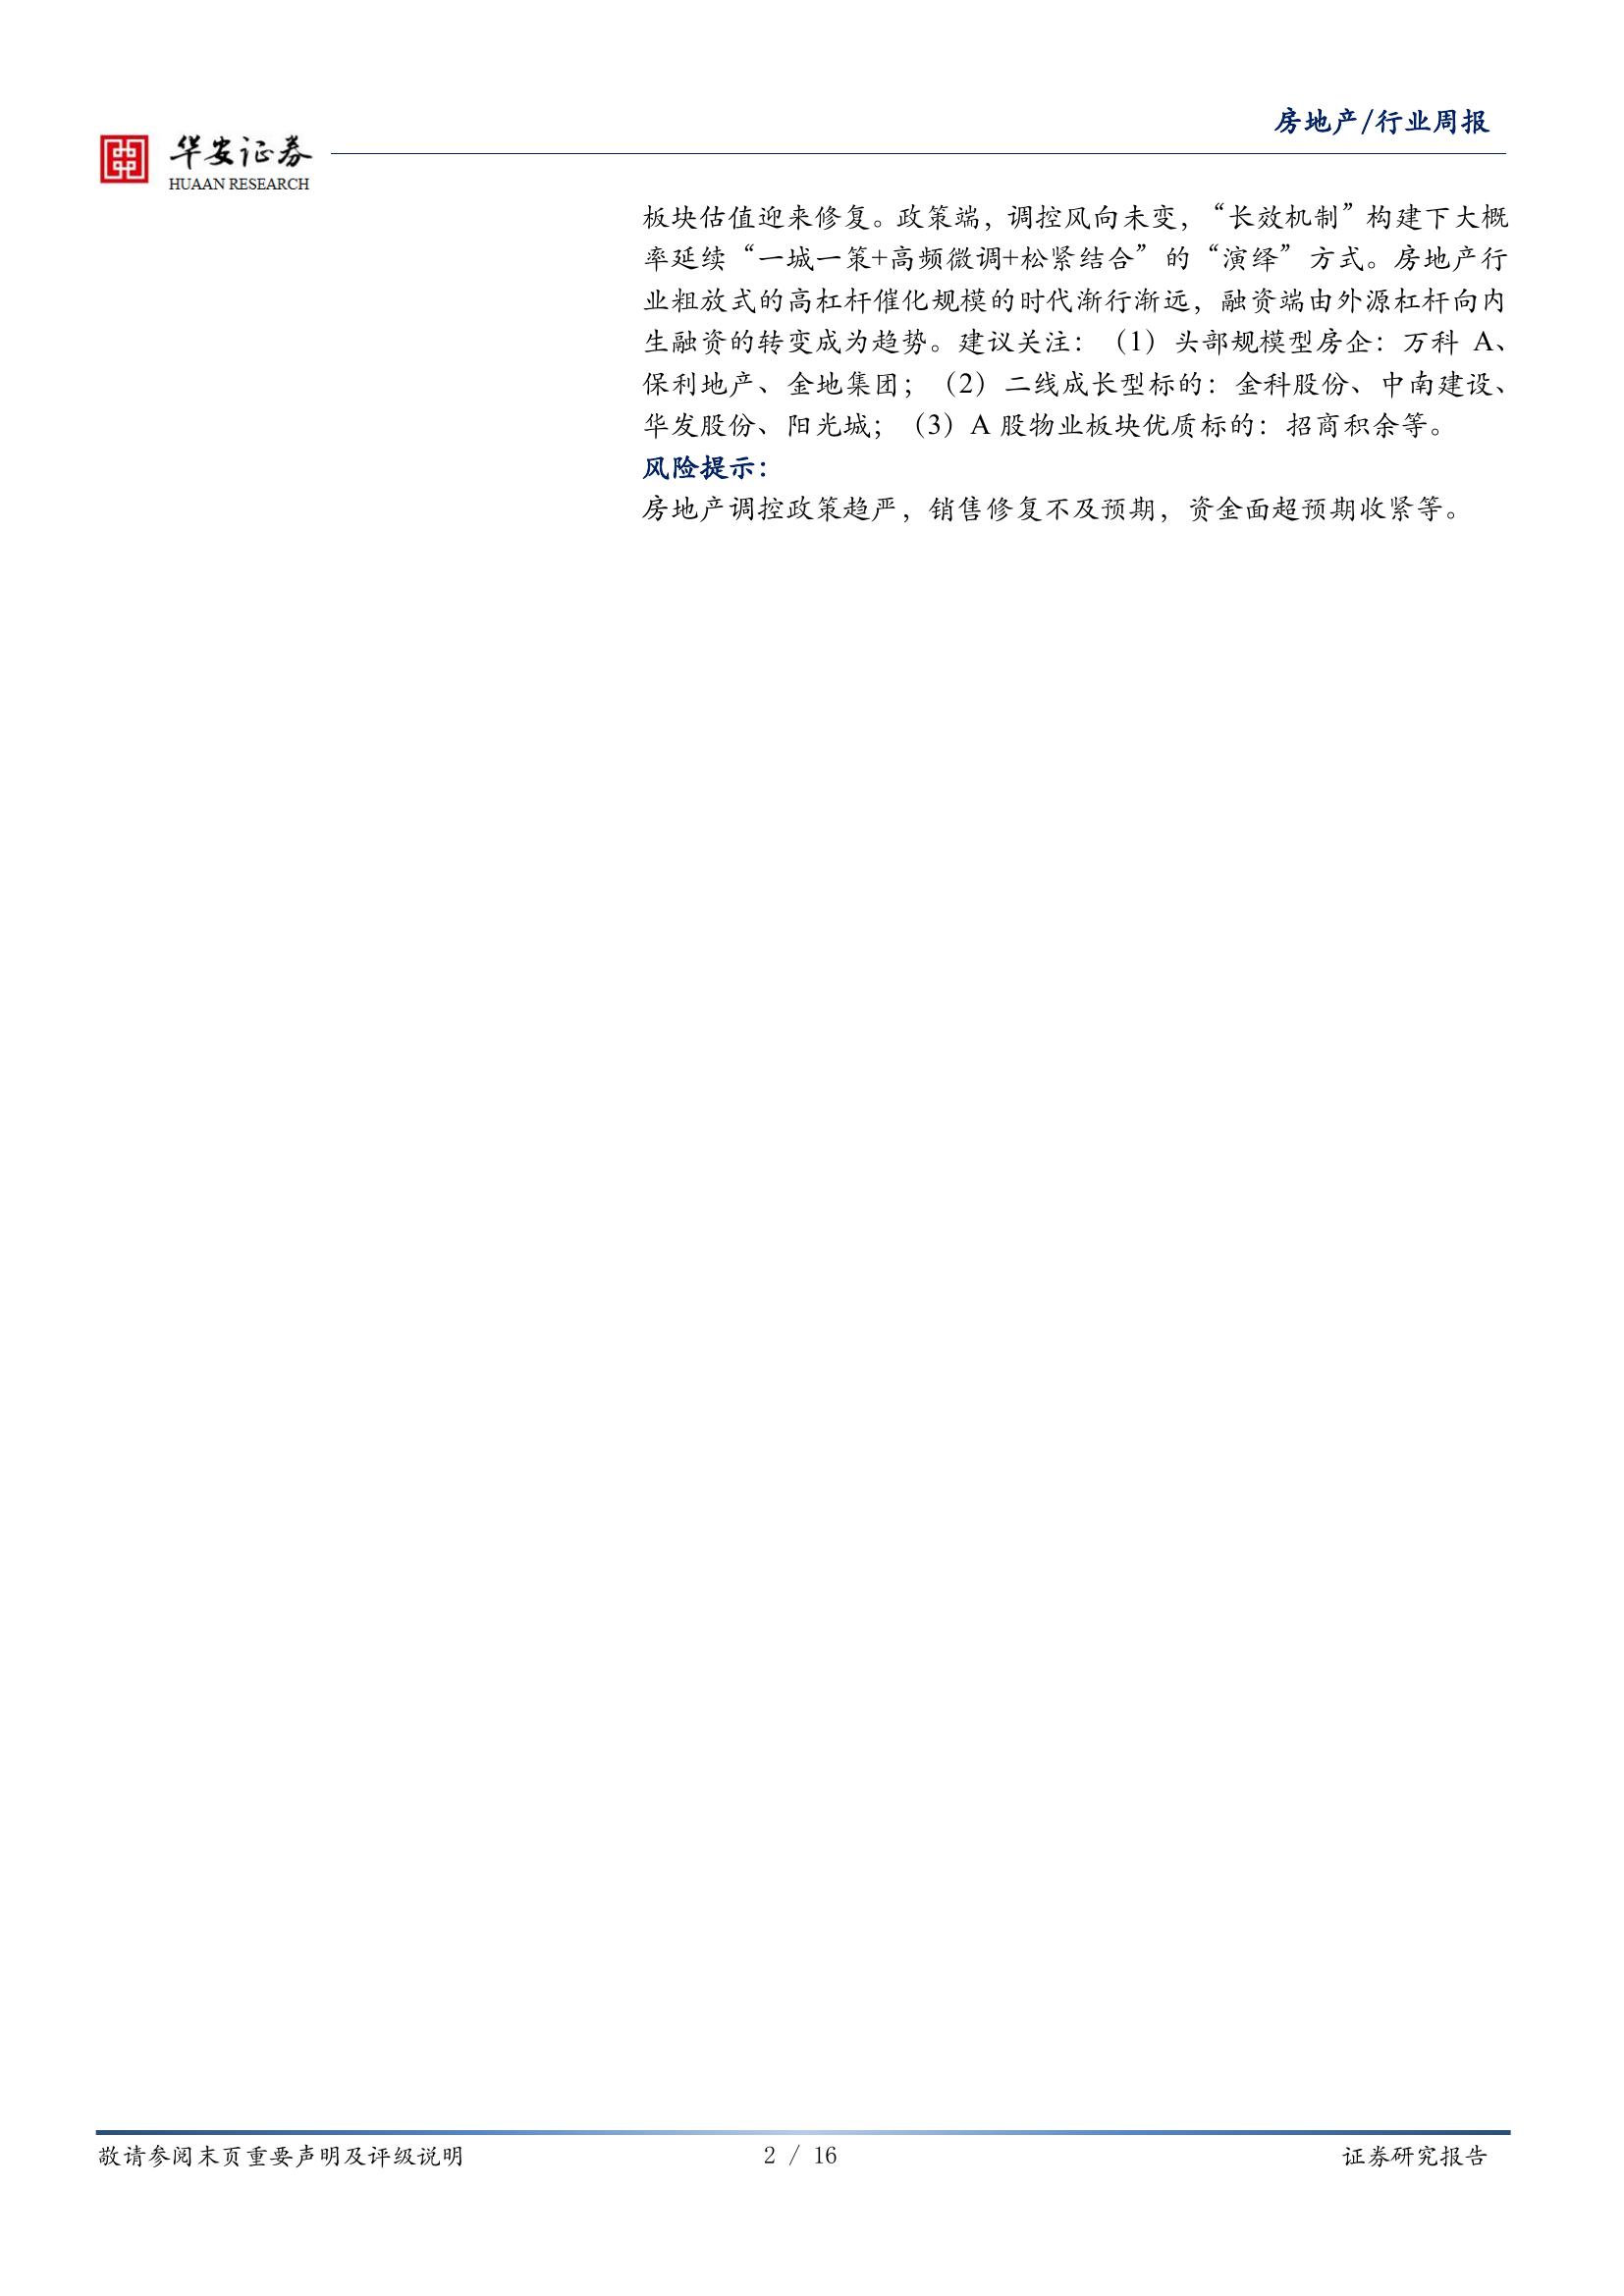 房地产/行业周报
华安证券
HUAAN RESEARCH
板块估值迎来修复。政策端，调控风向未变，“长效机制”构建下大概
率延续“一城一策+高频微调+松紧结合”的“演绎”方式。房地产行
业粗放式的高杠杆催化规模的时代渐行渐远，融资端由外源杠杆向内
生融资的转变成为趋势。建议关注：（1）头部规模型房企：万科 A、
保利地产、金地集团；（2）二线成长型标的：金科股份、中南建设、
华发股份、阳光城；（3）A 股物业板块优质标的：招商积余等。
风险提示：
房地产调控政策趋严，销售修复不及预期，资金面超预期收紧等。
敬请参阅末页重要声明及评级说明
2 / 16
证券研究报告